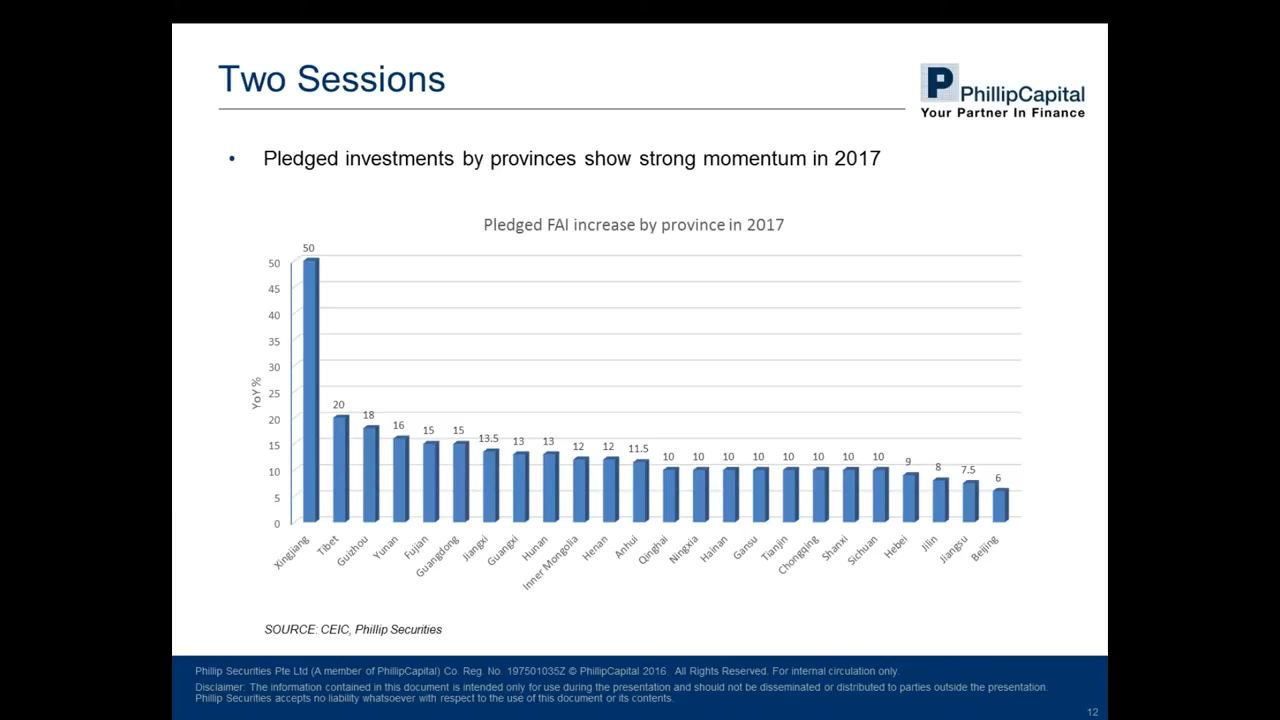 Two Sessions
P PhillipCapital
Your Partner In Finance
• Pledged investments by provinces show strong momentum in 2017
Pledged FAI increase by province in 2017
YoY %
50
45
40
35
30
25
20
15
10
5
0
50
20
18
16
15
15
13.5
13
13
12
12
11.5
10
10
10
10
10
10
10
10
9
8
7.5
6
Xingjiang
Tibet
Guizhou
Yunan
Fujian
Guangdong
Jiangxi
Guangxi
Hunan
Inner Mongolia
Henan
Anhui
Qinghai
Ningxia
Hainan
Gansu
Tianjin
Chongqing
Shanxi
Sichuan
Hebei
Jilin
Jiangsu
Beijing
SOURCE: CEIC, Phillip Securities
Phillip Securities Pte Ltd (A member of PhillipCapital) Co. Reg. No. 197501035Z © PhillipCapital 2016. All Rights Reserved. For internal circulation only.
Disclaimer: The information contained in this document is intended only for use during the presentation and should not be disseminated or distributed to parties outside the presentation.
Phillip Securities accepts no liability whatsoever with respect to the use of this document or its contents.
12